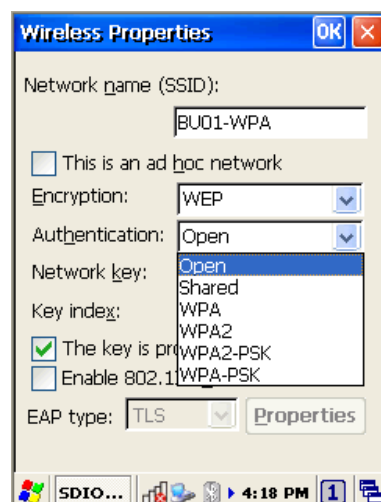 Wireless Properties OK
Network name (SSID):
BU01-WPA
This is an ad hoc network
Encryption: WEP
Authentication: Open
Open
Network key:
Shared
WPA
Key index:
WPA2
The key is pro
WPA2-PSK
Enable 802.1
WPA-PSK
EAP type: TLS Properties
SDIO... 4:18 PM 1